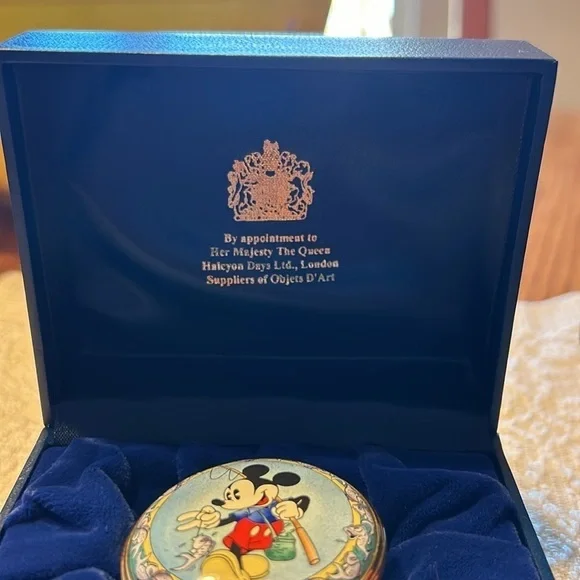 By appointment to
Her Majesty The Queen
Halcyon Days Ltd., London
Suppliers of Objets D'Art